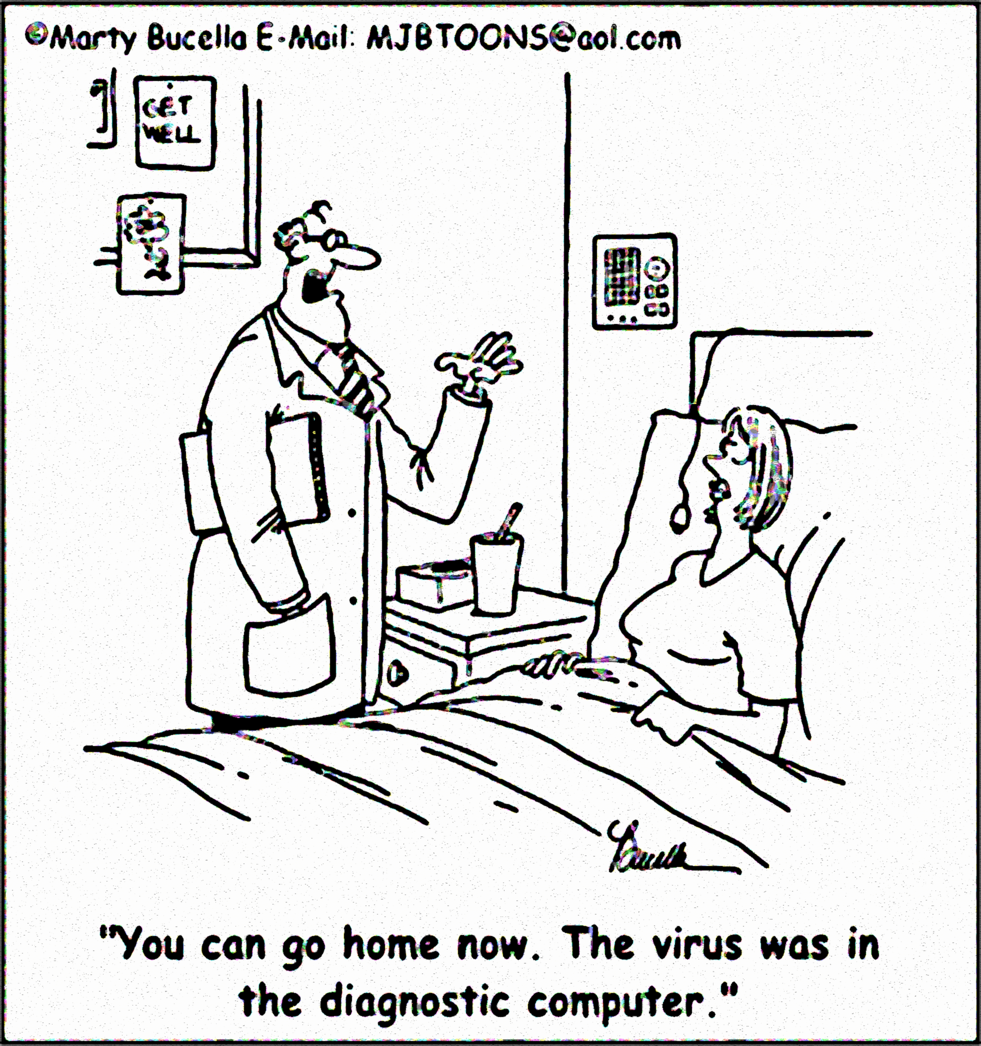 ©Marty Bucella E-Mail: MJBTOONS@aol.com
GET
WELL
Bucella
"You can go home now. The virus was in
the diagnostic computer."